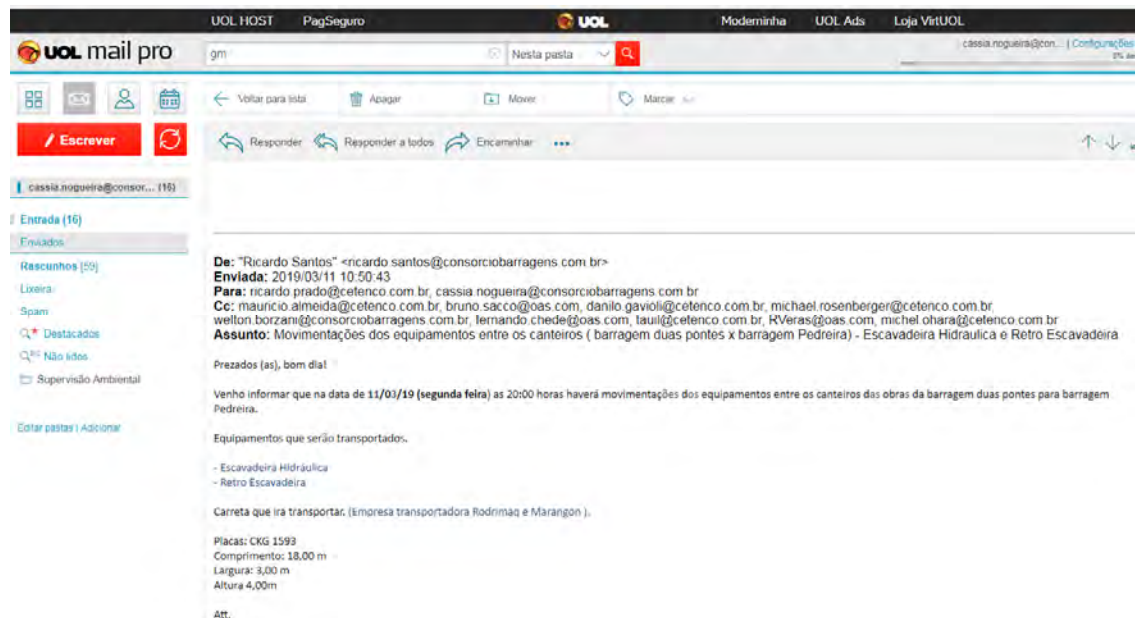 UOL HOST PagSeguro UOL Moderninha UOL Ads Loja VirtUOL
UOL mail pro gm Nesta pasta cassia.nogueira@con... | Configurações
Voltar para lista Apagar Mover Marcar
Escrever Responder Responder a todos Encaminhar •••
cassia.nogueira@consor... (16)
Entrada (16)
Enviados
Rascunhos [59]
Lixeira
Spam
Destacados
Não lidos
Supervisão Ambiental
Editar pastas | Adicionar
De: "Ricardo Santos" <ricardo.santos@consorciobarragens.com.br>
Enviada: 2019/03/11 10:50:43
Para: ricardo.prado@cetenco.com.br, cassia.nogueira@consorciobarragens.com.br
Cc: mauricio.almeida@cetenco.com.br, bruno.sacco@oas.com, danilo.gavioli@cetenco.com.br, michael.rosenberger@cetenco.com.br,
welton.borzani@consorciobarragens.com.br, fernando.chede@oas.com, tauil@cetenco.com.br, RVeras@oas.com, michel.ohara@cetenco.com.br
Assunto: Movimentações dos equipamentos entre os canteiros ( barragem duas pontes x barragem Pedreira) - Escavadeira Hidraulica e Retro Escavadeira
Prezados (as), bom dia!
Venho informar que na data de 11/03/19 (segunda feira) as 20:00 horas haverá movimentações dos equipamentos entre os canteiros das obras da barragem duas pontes para barragem
Pedreira.
Equipamentos que serão transportados.
- Escavadeira Hidráulica
- Retro Escavadeira
Carreta que ira transportar. (Empresa transportadora Rodrimaq e Marangon ).
Placas: CKG 1593
Comprimento: 18,00 m
Largura: 3,00 m
Altura 4,00m
Att.